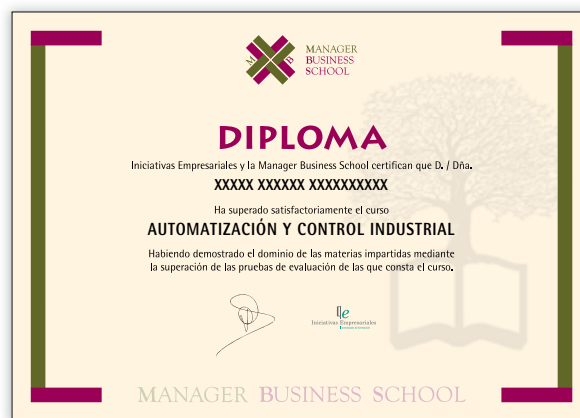 MANAGER
BUSINESS
SCHOOL
M B
DIPLOMA
Iniciativas Empresariales y la Manager Business School certifican que D. / Dña.
XXXXX XXXXXX XXXXXXXXXX
Ha superado satisfactoriamente el curso
AUTOMATIZACIÓN Y CONTROL INDUSTRIAL
Habiendo demostrado el dominio de las materias impartidas mediante
la superación de las pruebas de evaluación de las que consta el curso.
Iniciativas Empresariales
MANAGER BUSINESS SCHOOL